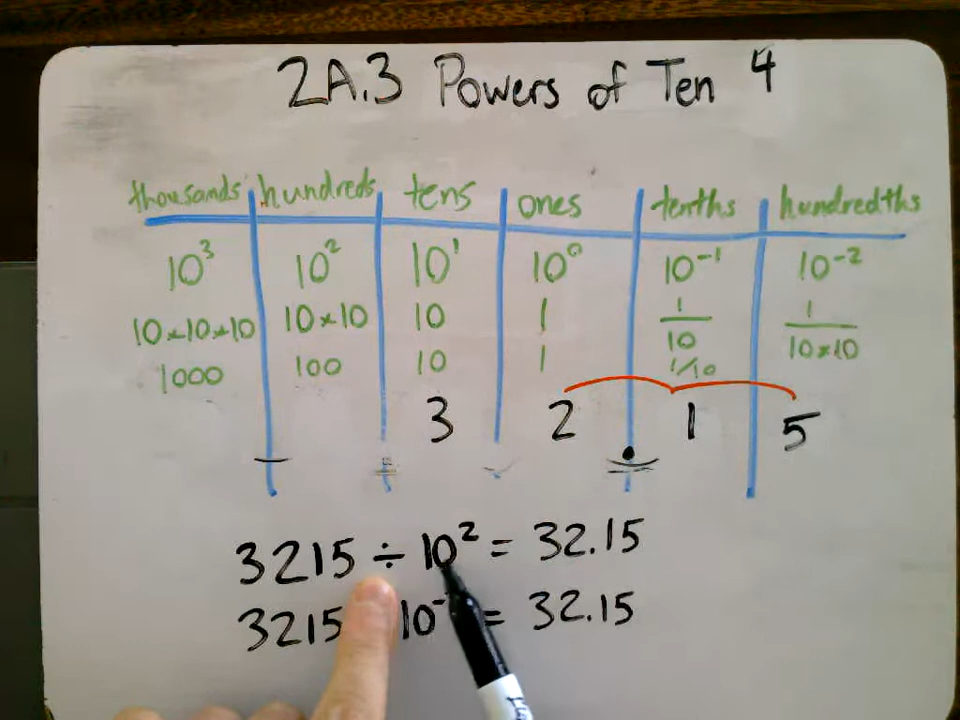 2A.3 Powers of Ten 4
thousands hundreds tens ones tenths hundredths
10³ 10² 10¹ 10⁰ 10⁻¹ 10⁻²
10×10×10 10×10 10 1 1/10 1/10×10
1000 100 10 1 1/10
3 2 . 1 5
3215 ÷ 10² = 32.15
3215 10⁻ = 32.15